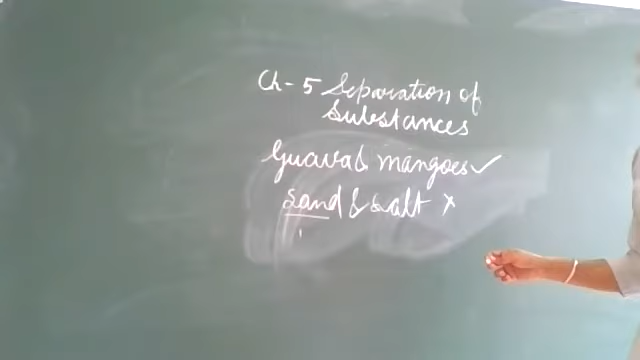 Ch-5 Separation of
Substances
Guava & mangoes ✓
Sand & salt ×